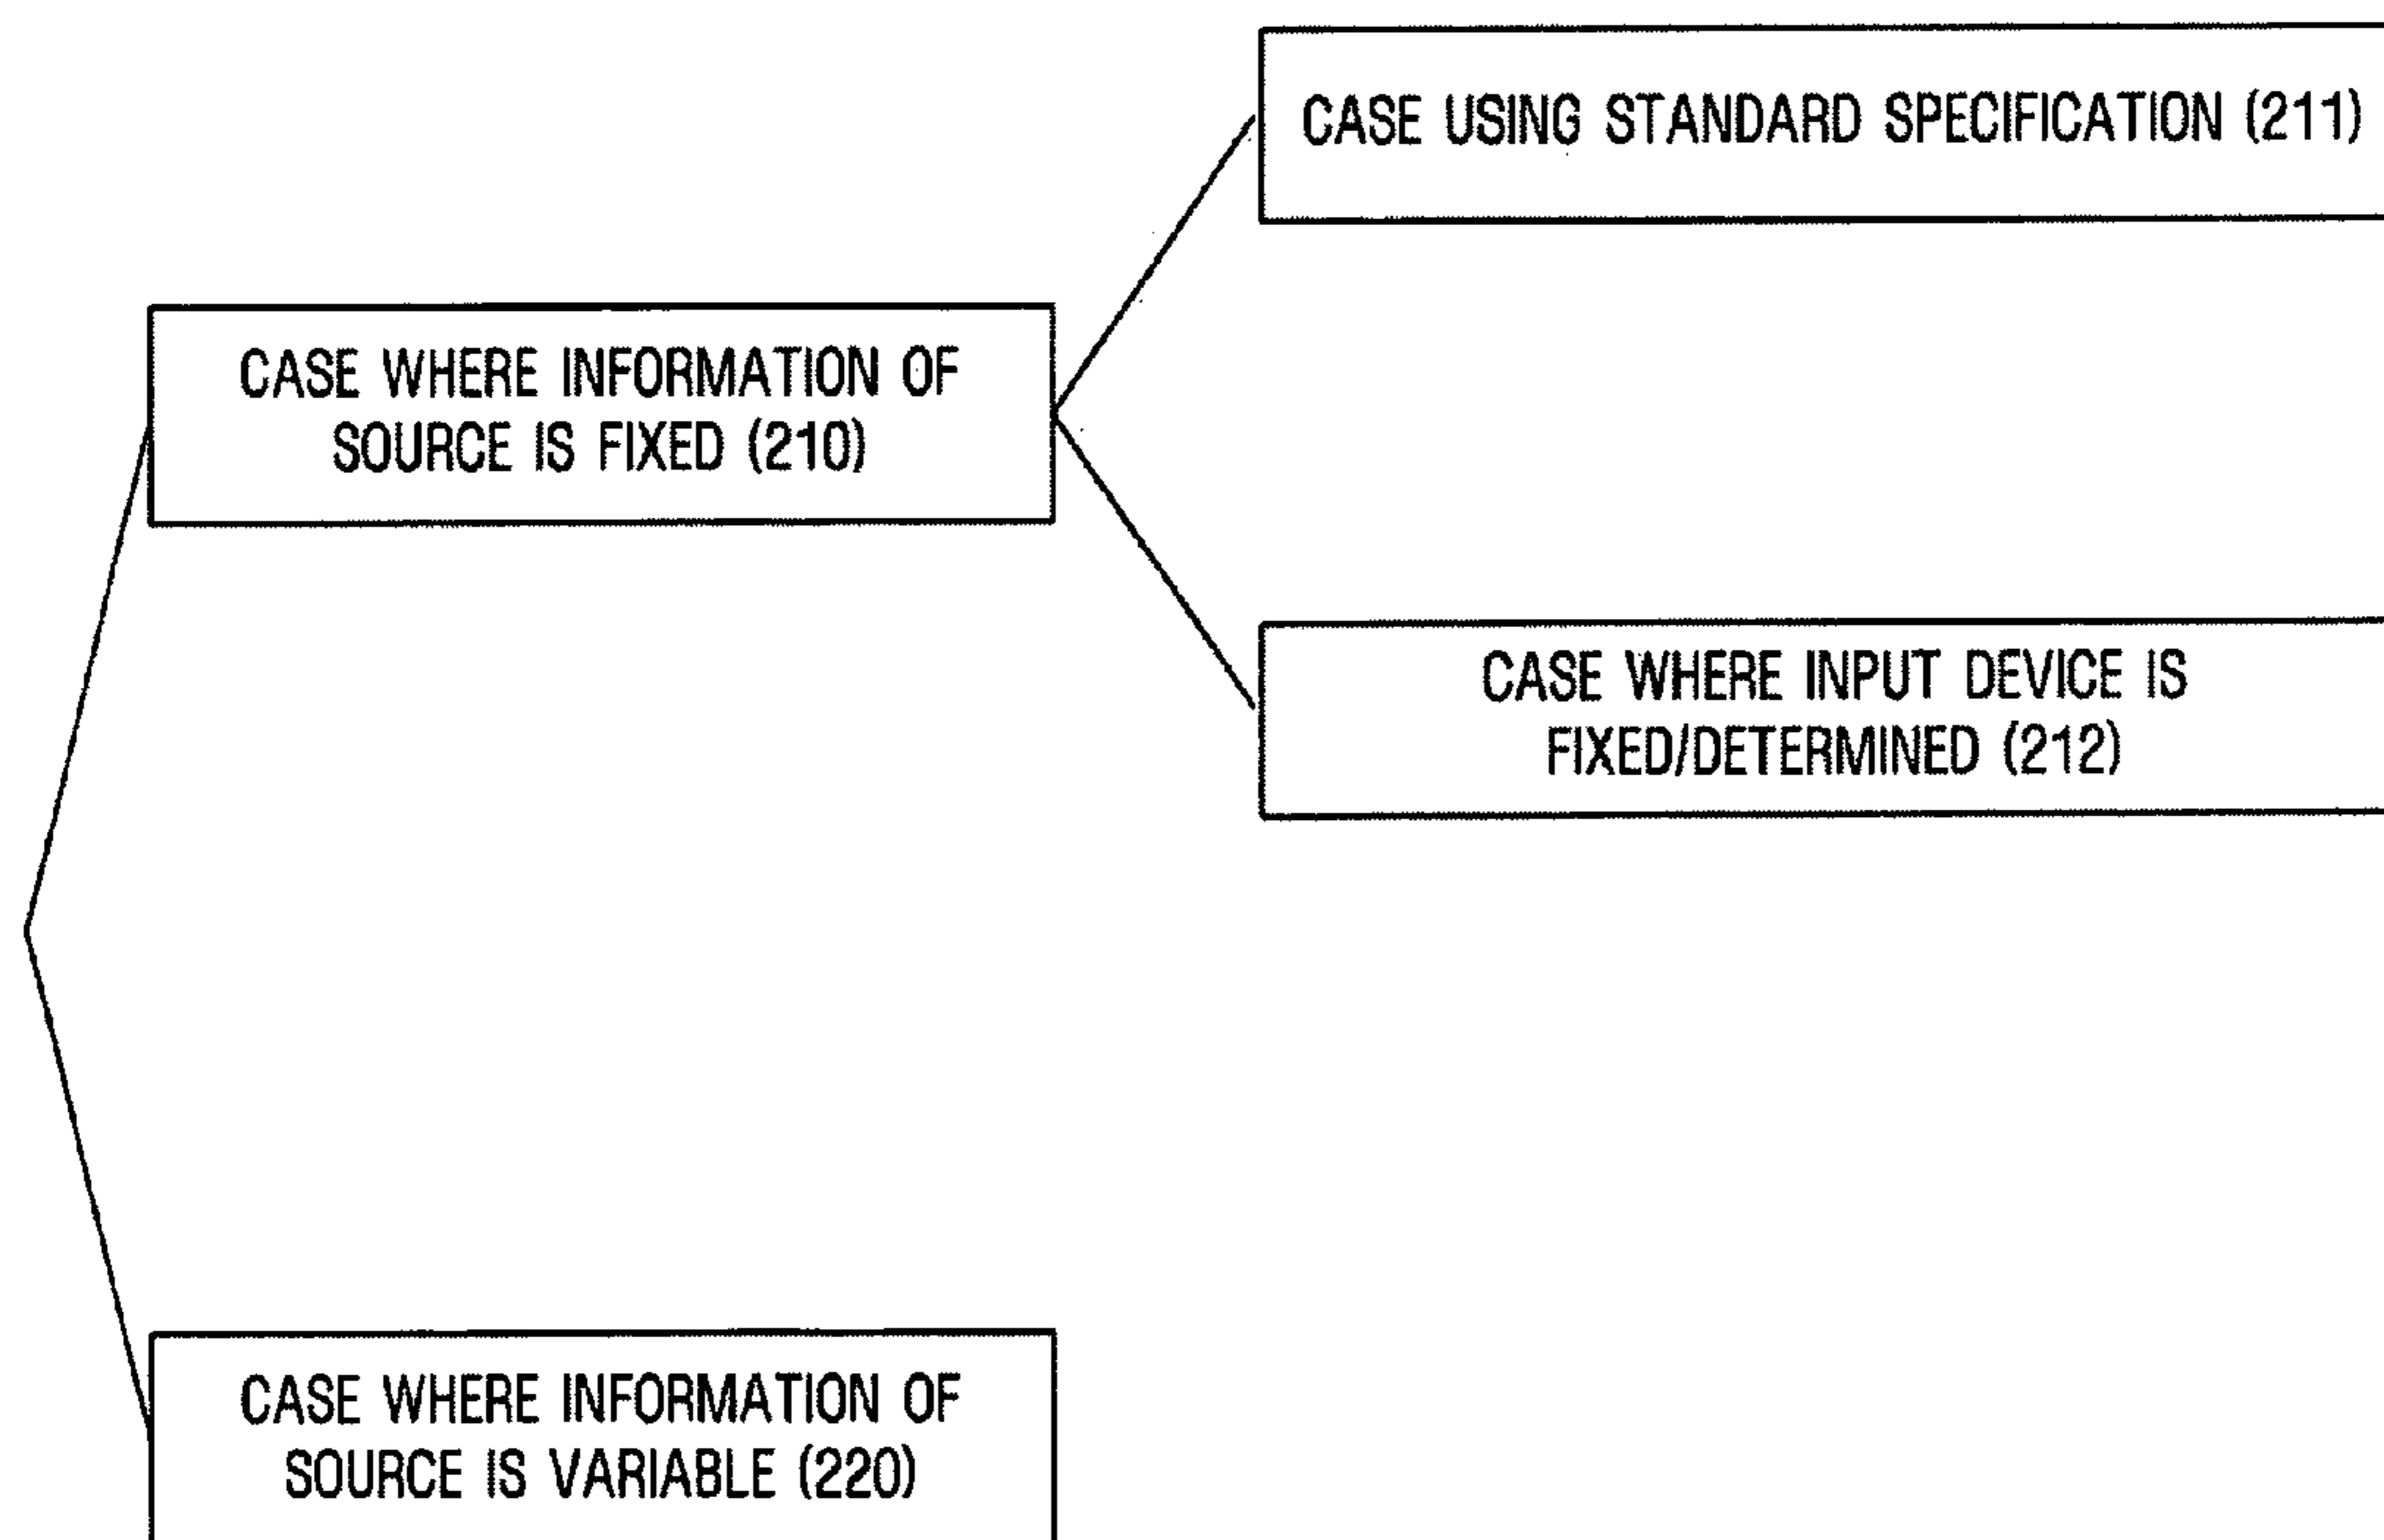 CASE USING STANDARD SPECIFICATION (211)
CASE WHERE INFORMATION OF
SOURCE IS FIXED (210)
CASE WHERE INPUT DEVICE IS
FIXED/DETERMINED (212)
CASE WHERE INFORMATION OF
SOURCE IS VARIABLE (220)